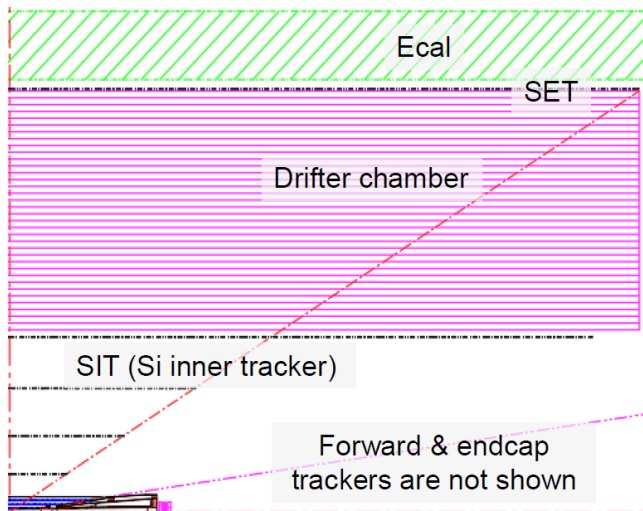 Ecal
SET
Drifter chamber
SIT (Si inner tracker)
Forward & endcap
trackers are not shown